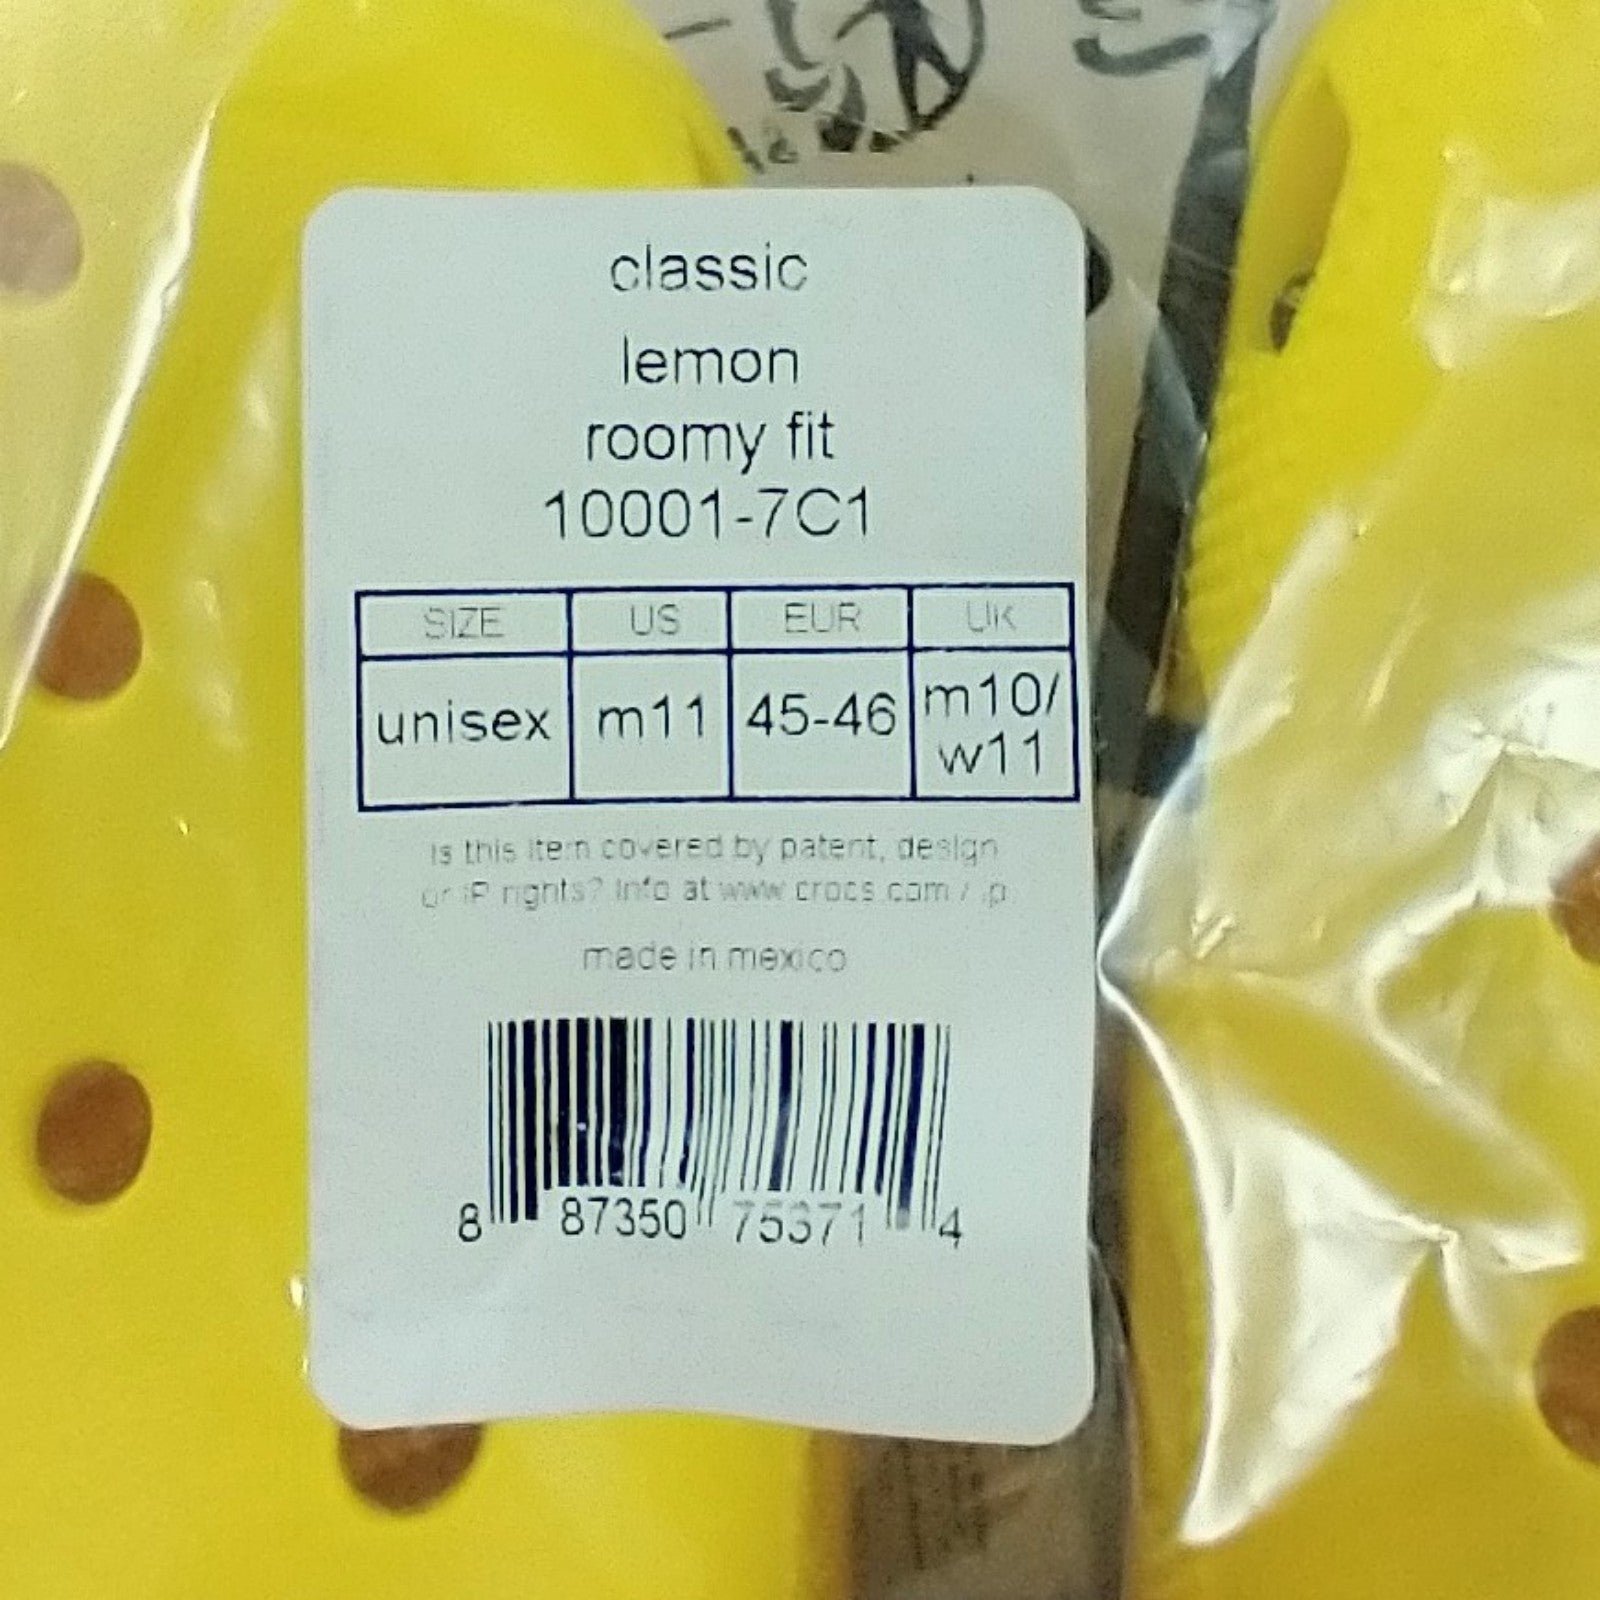 classic
lemon
roomy fit
10001-7C1
SIZE US EUR UK
unisex m11 45-46 m10/
w11
Is this item covered by patent, design
or IP rights? Info at www.crocs.com / ip
made in mexico
8 87350 75371 4